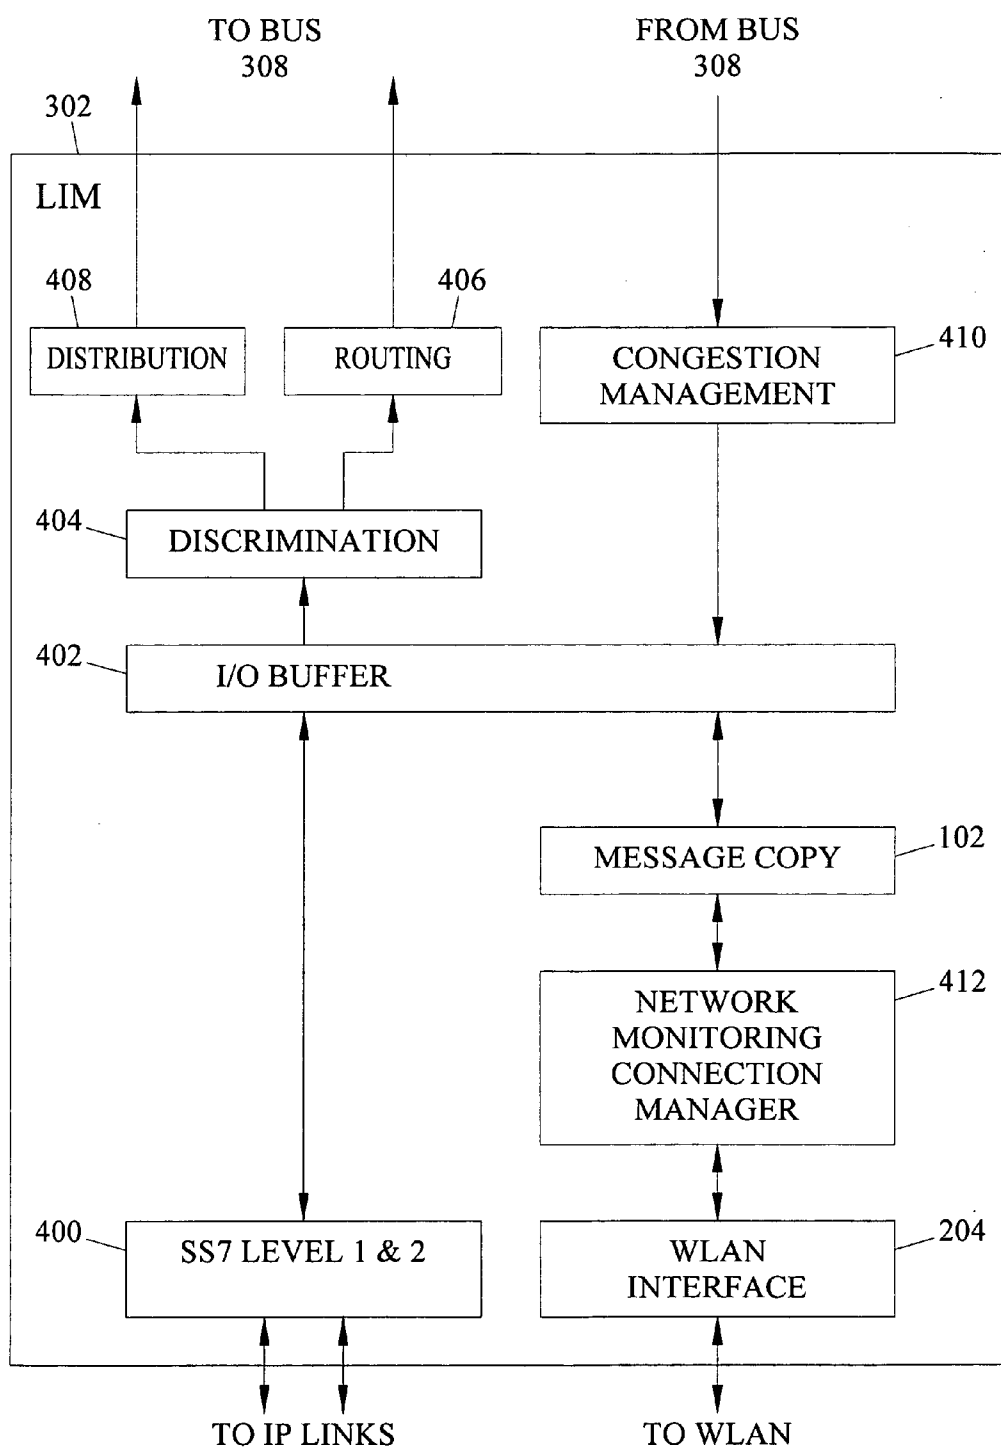 TO BUS
308
FROM BUS
308
302
LIM
408
406
410
DISTRIBUTION
ROUTING
CONGESTION
MANAGEMENT
404
DISCRIMINATION
402
I/O BUFFER
102
MESSAGE COPY
412
NETWORK
MONITORING
CONNECTION
MANAGER
400
SS7 LEVEL 1 & 2
204
WLAN
INTERFACE
TO IP LINKS
TO WLAN